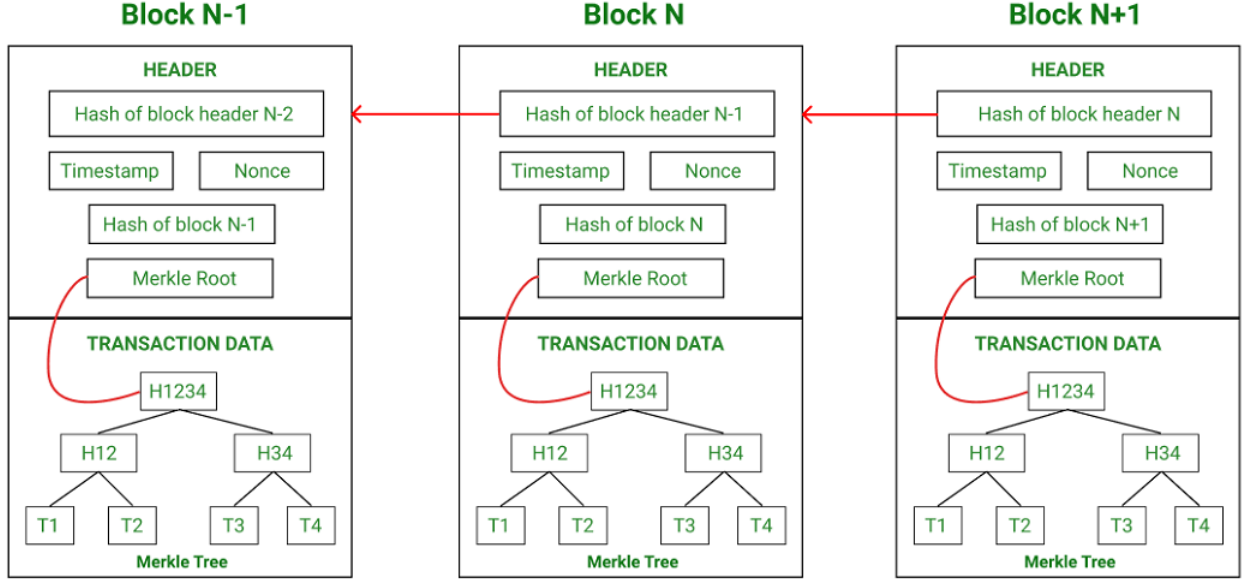 Block N-1
HEADER
Hash of block header N-2
Timestamp
Nonce
Hash of block N-1
Merkle Root
TRANSACTION DATA
H1234
H12
H34
T1
T2
T3
T4
Merkle Tree
Block N
HEADER
Hash of block header N-1
Timestamp
Nonce
Hash of block N
Merkle Root
TRANSACTION DATA
H1234
H12
H34
T1
T2
T3
T4
Merkle Tree
Block N+1
HEADER
Hash of block header N
Timestamp
Nonce
Hash of block N+1
Merkle Root
TRANSACTION DATA
H1234
H12
H34
T1
T2
T3
T4
Merkle Tree